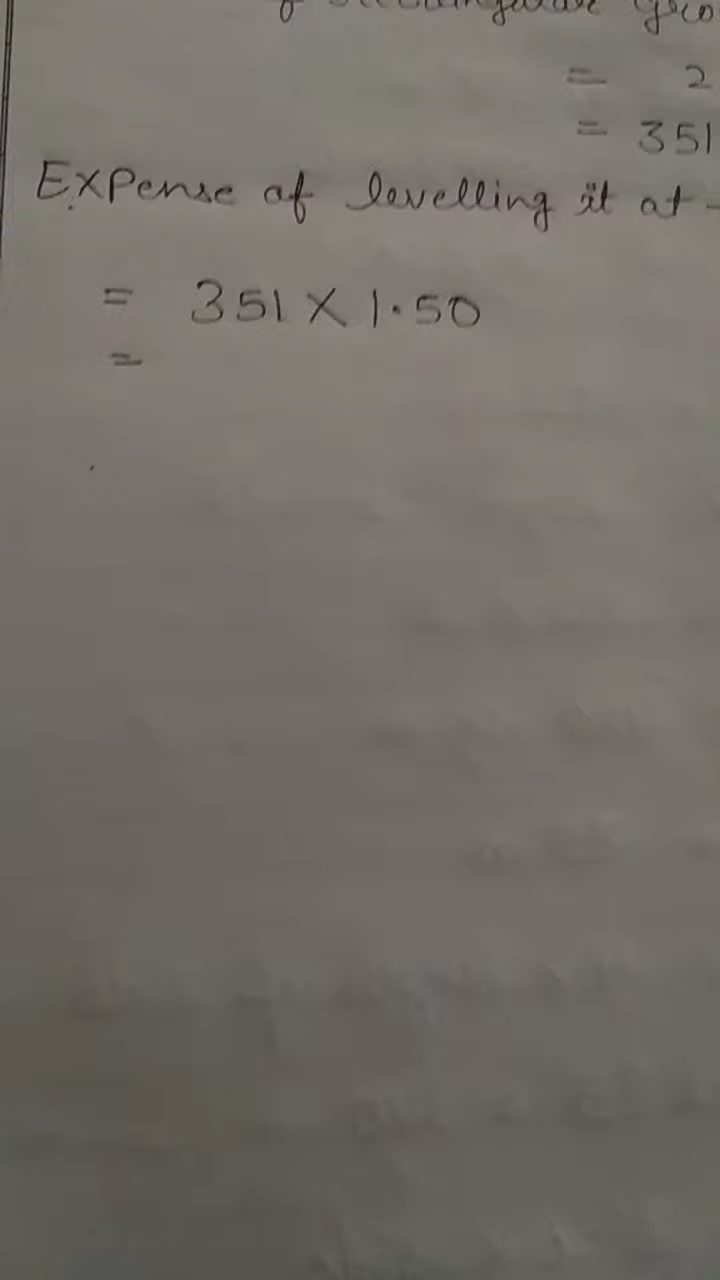 = 2
= 351
Expense of levelling it at -
= 351 × 1.50
=